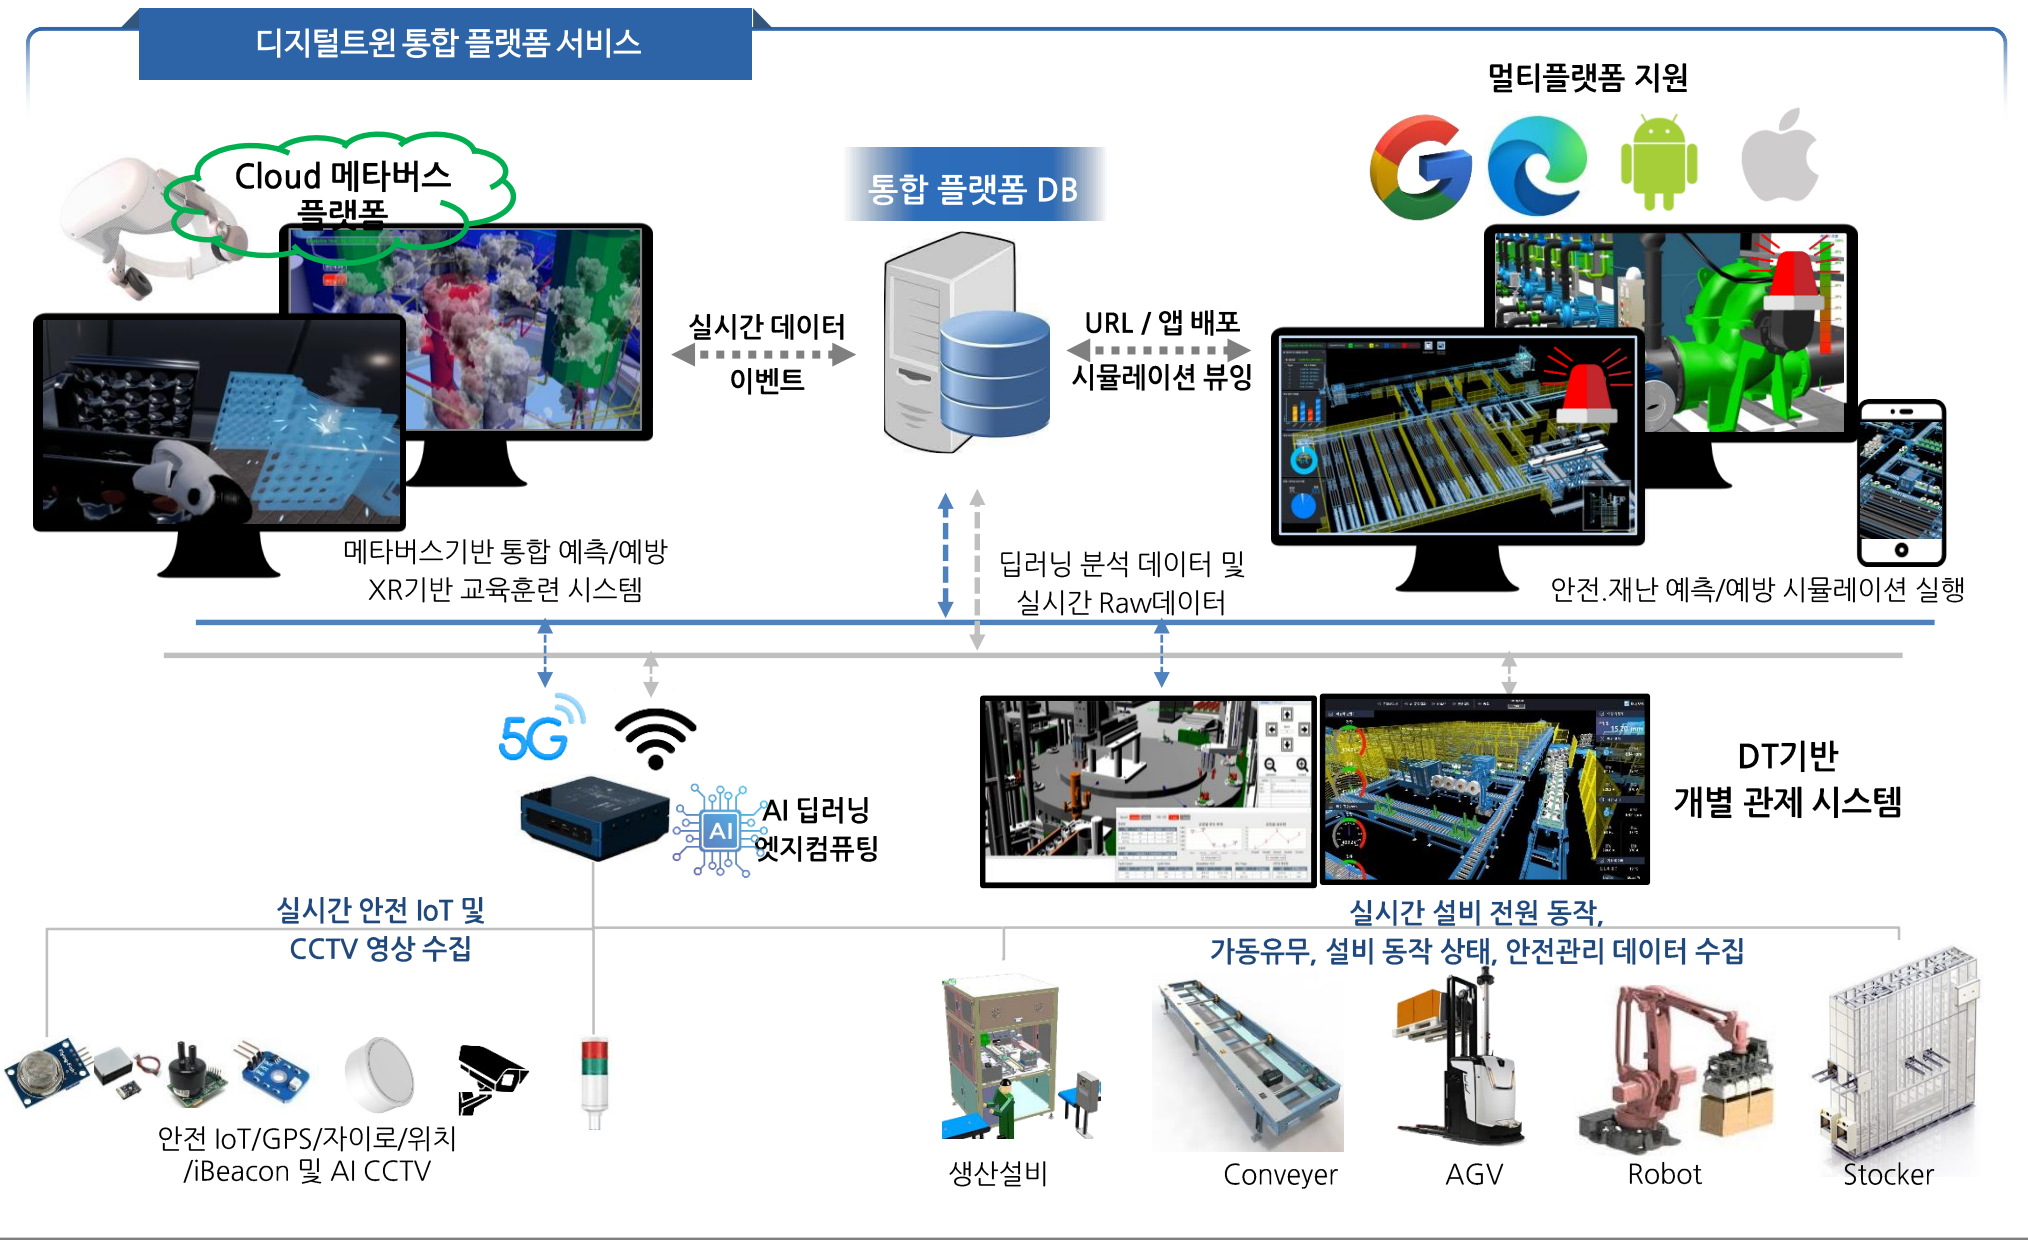 디지털트윈 통합 플랫폼 서비스
멀티플랫폼 지원
Cloud 메타버스
플랫폼
통합 플랫폼 DB
실시간 데이터
이벤트
URL / 앱 배포
시뮬레이션 뷰잉
메타버스기반 통합 예측/예방
XR기반 교육훈련 시스템
딥러닝 분석 데이터 및
실시간 Raw데이터
안전.재난 예측/예방 시뮬레이션 실행
5G
AI
AI 딥러닝
엣지컴퓨팅
DT기반
개별 관제 시스템
실시간 안전 IoT 및
CCTV 영상 수집
실시간 설비 전원 동작,
가동유무, 설비 동작 상태, 안전관리 데이터 수집
안전 IoT/GPS/자이로/위치
/iBeacon 및 AI CCTV
생산설비
Conveyer
AGV
Robot
Stocker